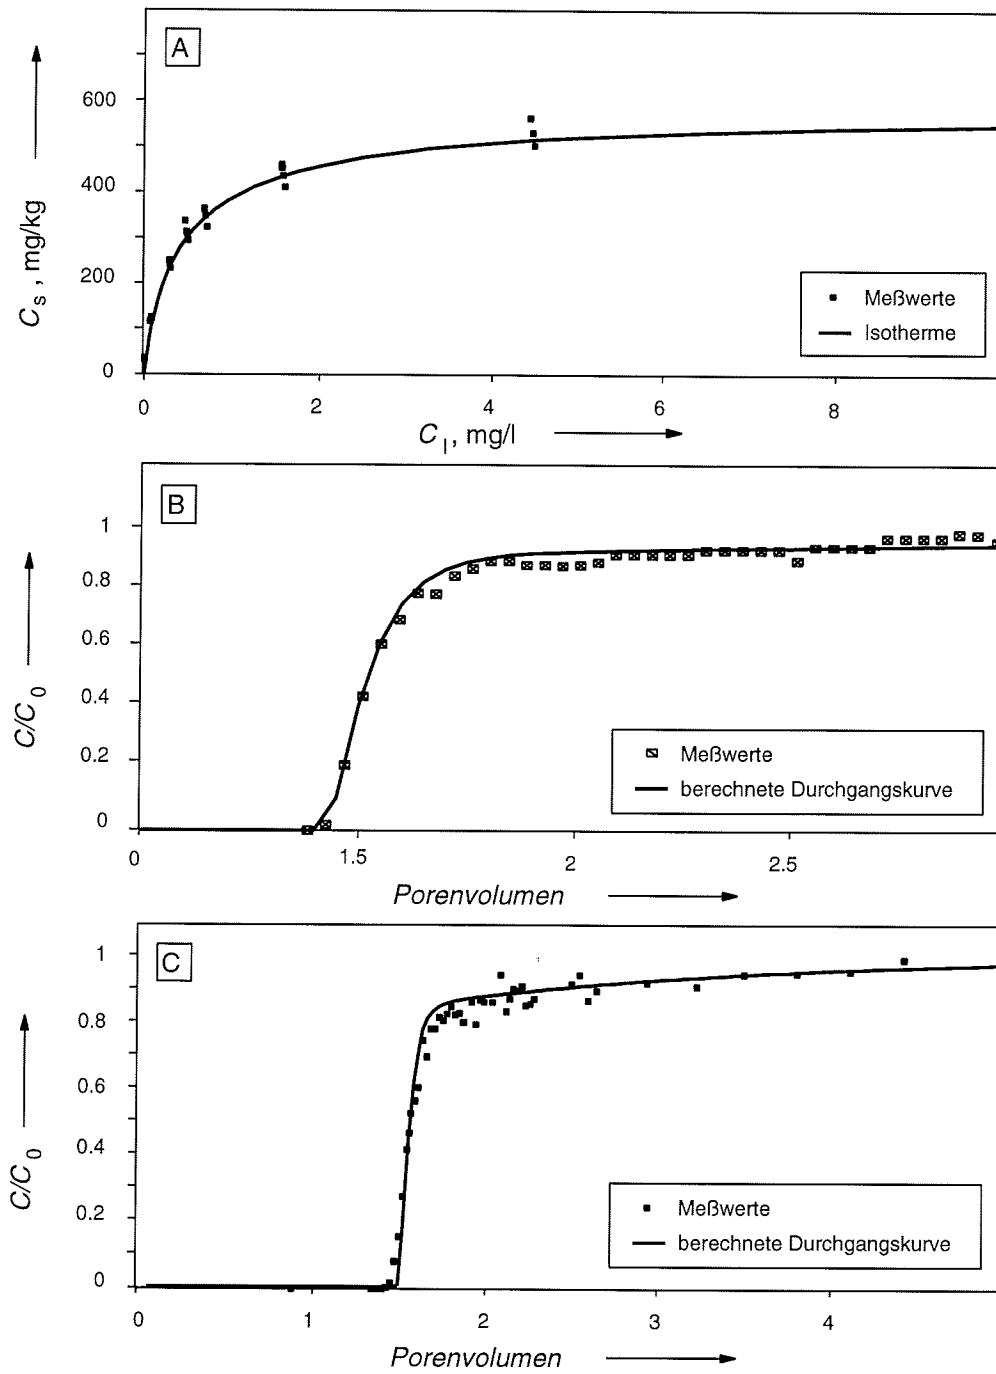 A
600
400
200
0
C_s, mg/kg
Meßwerte
Isotherme
0 2 4 6 8
C_l, mg/l
B
1
0.8
0.6
0.4
0.2
0
C/C_0
Meßwerte
berechnete Durchgangskurve
0 1.5 2 2.5
Porenvolumen
C
1
0.8
0.6
0.4
0.2
0
C/C_0
Meßwerte
berechnete Durchgangskurve
0 1 2 3 4
Porenvolumen